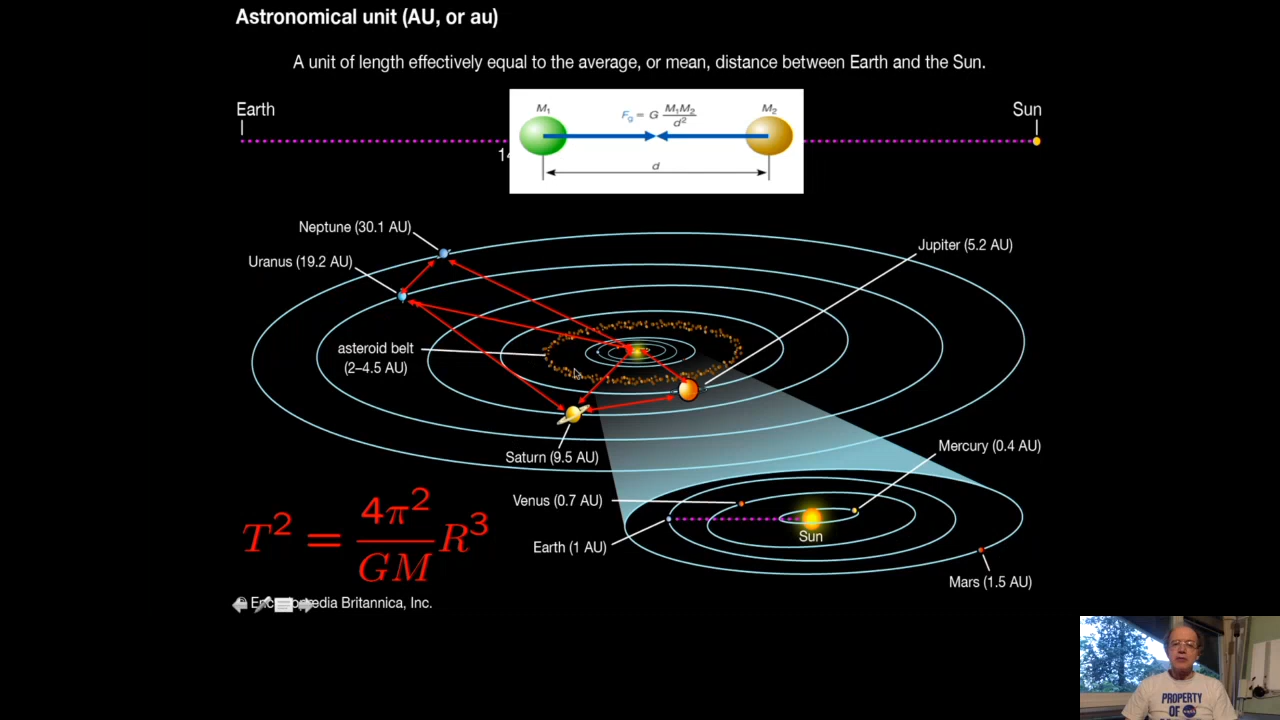 Astronomical unit (AU, or au)
A unit of length effectively equal to the average, or mean, distance between Earth and the Sun.
Earth
Sun
M₁
F_g = G M₁M₂ / d²
M₂
d
Neptune (30.1 AU)
Uranus (19.2 AU)
Jupiter (5.2 AU)
asteroid belt
(2–4.5 AU)
Saturn (9.5 AU)
Mercury (0.4 AU)
Venus (0.7 AU)
Sun
Earth (1 AU)
Mars (1.5 AU)
T² = 4π² / GM R³
© Encyclopædia Britannica, Inc.
PROPERTY
OF